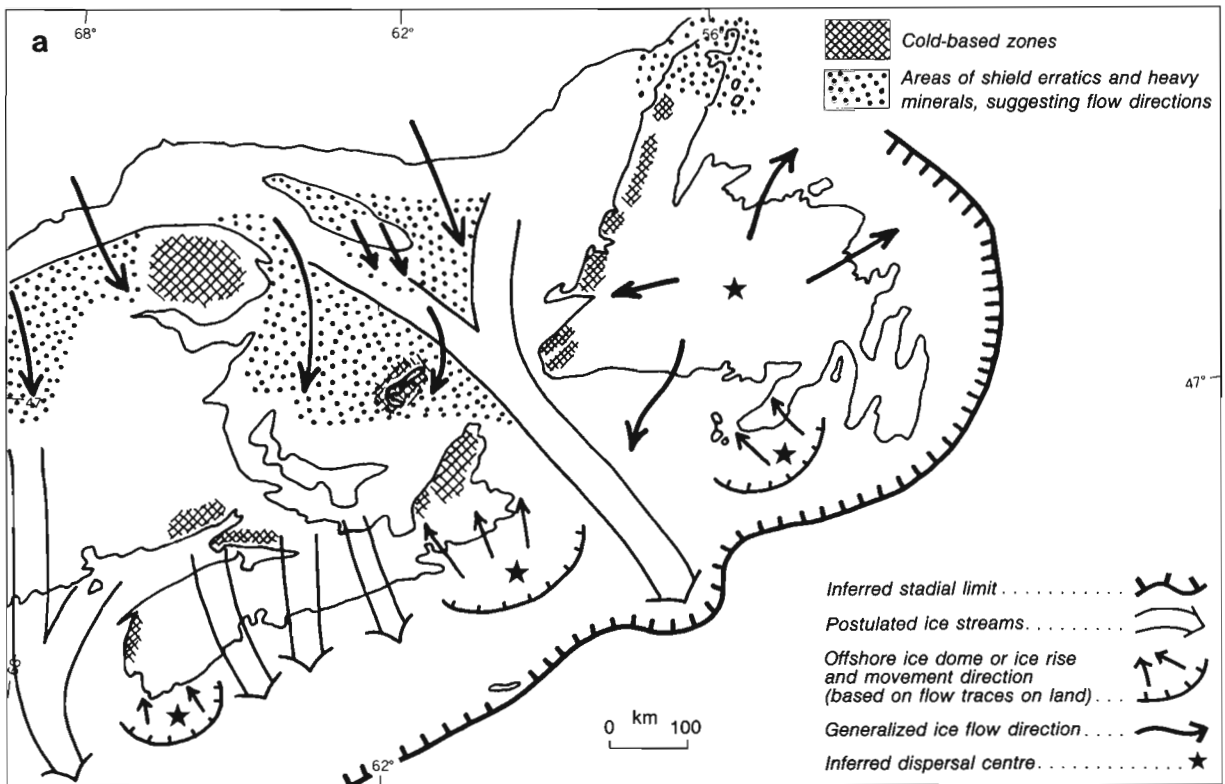 a
68°
62°
56°
Cold-based zones
Areas of shield erratics and heavy
minerals, suggesting flow directions
47°
47
66°
62°
0 km 100
Inferred stadial limit . . . . . . . . . . . .
Postulated ice streams. . . . . . . . . .
Offshore ice dome or ice rise
and movement direction
(based on flow traces on land) . . .
Generalized ice flow direction . . . .
Inferred dispersal centre . . . . . . . . . . . .